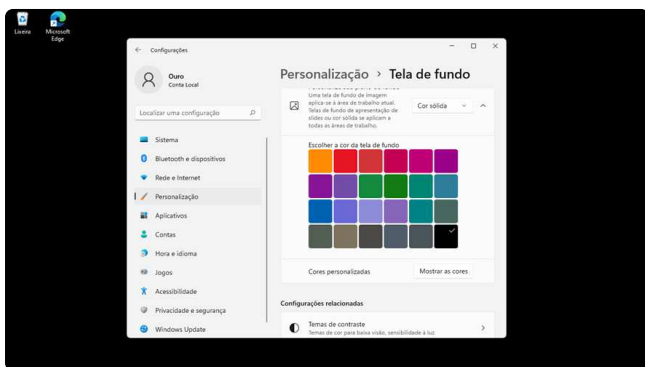 Lixeira
Microsoft
Edge
Configurações
Ouro
Conta Local
Localizar uma configuração
Sistema
Bluetooth e dispositivos
Rede e Internet
Personalização
Aplicativos
Contas
Hora e idioma
Jogos
Acessibilidade
Privacidade e segurança
Windows Update
Personalização > Tela de fundo
Uma tela de fundo de imagem
aplica-se à área de trabalho atual.
Telas de fundo de apresentação de
slides ou cor sólida se aplicam a
todas as áreas de trabalho.
Cor sólida
Escolher a cor da tela de fundo
Cores personalizadas
Mostrar as cores
Configurações relacionadas
Temas de contraste
Temas de cor para baixa visão, sensibilidade à luz